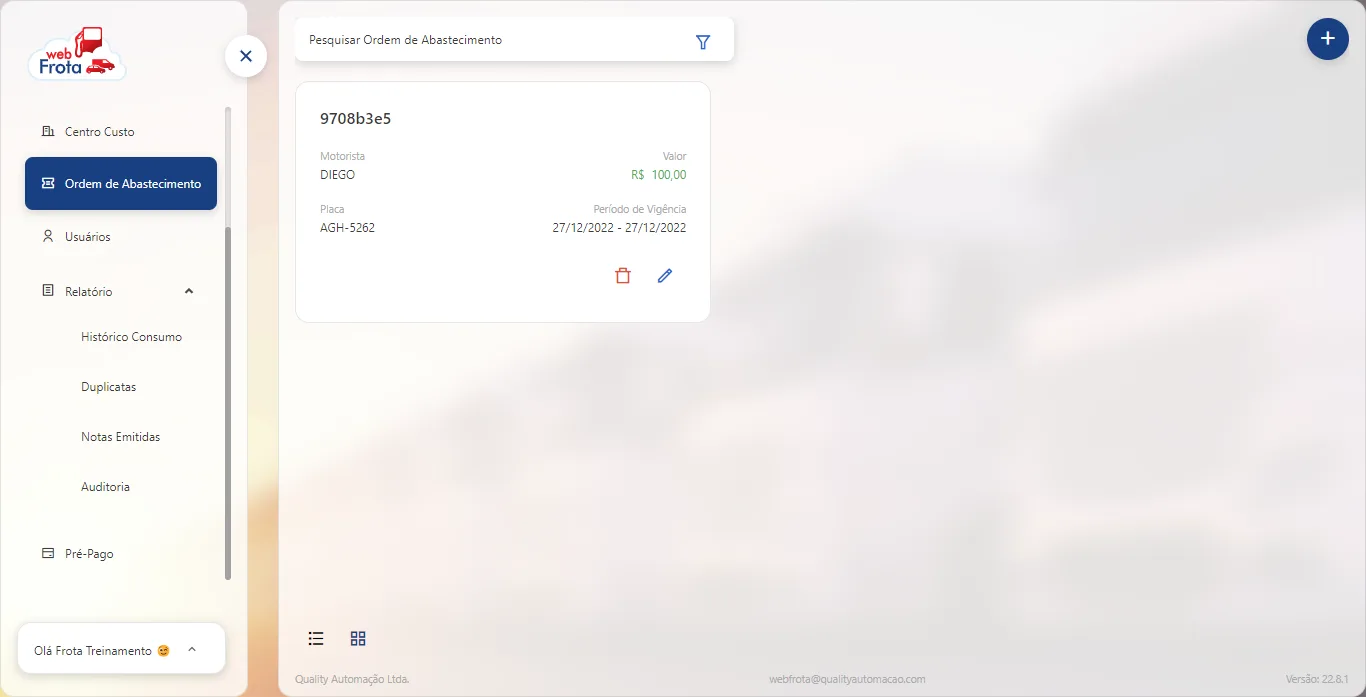 web
Frota
Centro Custo
Ordem de Abastecimento
Usuários
Relatório
Histórico Consumo
Duplicatas
Notas Emitidas
Auditoria
Pré-Pago
Olá Frota Treinamento 😉
Pesquisar Ordem de Abastecimento
9708b3e5
Motorista Valor
DIEGO R$ 100,00
Placa Período de Vigência
AGH-5262 27/12/2022 - 27/12/2022
Quality Automação Ltda. webfrota@qualityautomacao.com Versão: 22.8.1